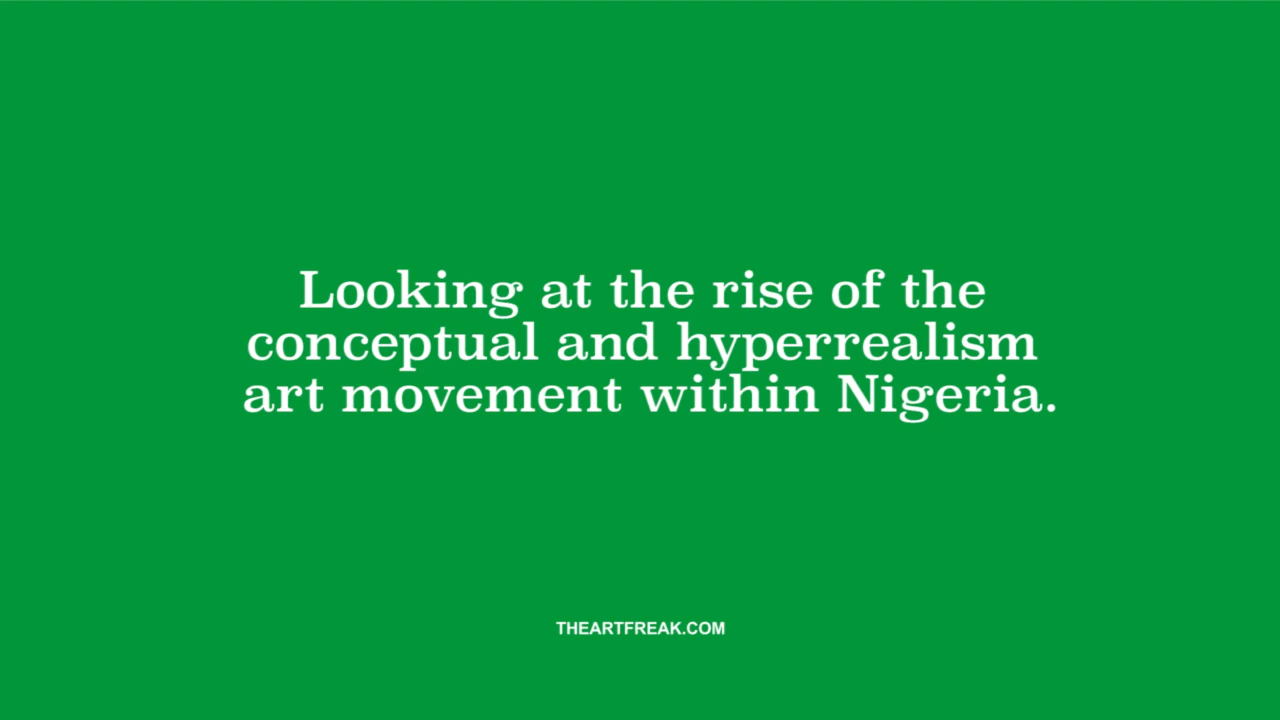 Looking at the rise of the
conceptual and hyperrealism
art movement within Nigeria.
THEARTFREAK.COM